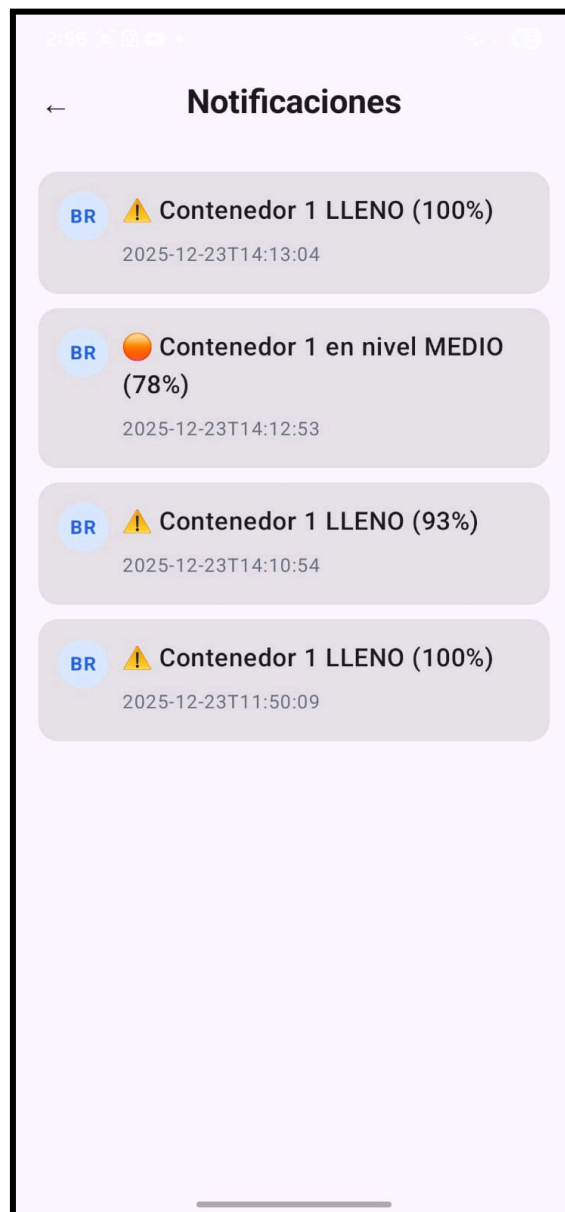 2:56
←
Notificaciones
BR
⚠️ Contenedor 1 LLENO (100%)
2025-12-23T14:13:04
BR
🟠 Contenedor 1 en nivel MEDIO
(78%)
2025-12-23T14:12:53
BR
⚠️ Contenedor 1 LLENO (93%)
2025-12-23T14:10:54
BR
⚠️ Contenedor 1 LLENO (100%)
2025-12-23T11:50:09